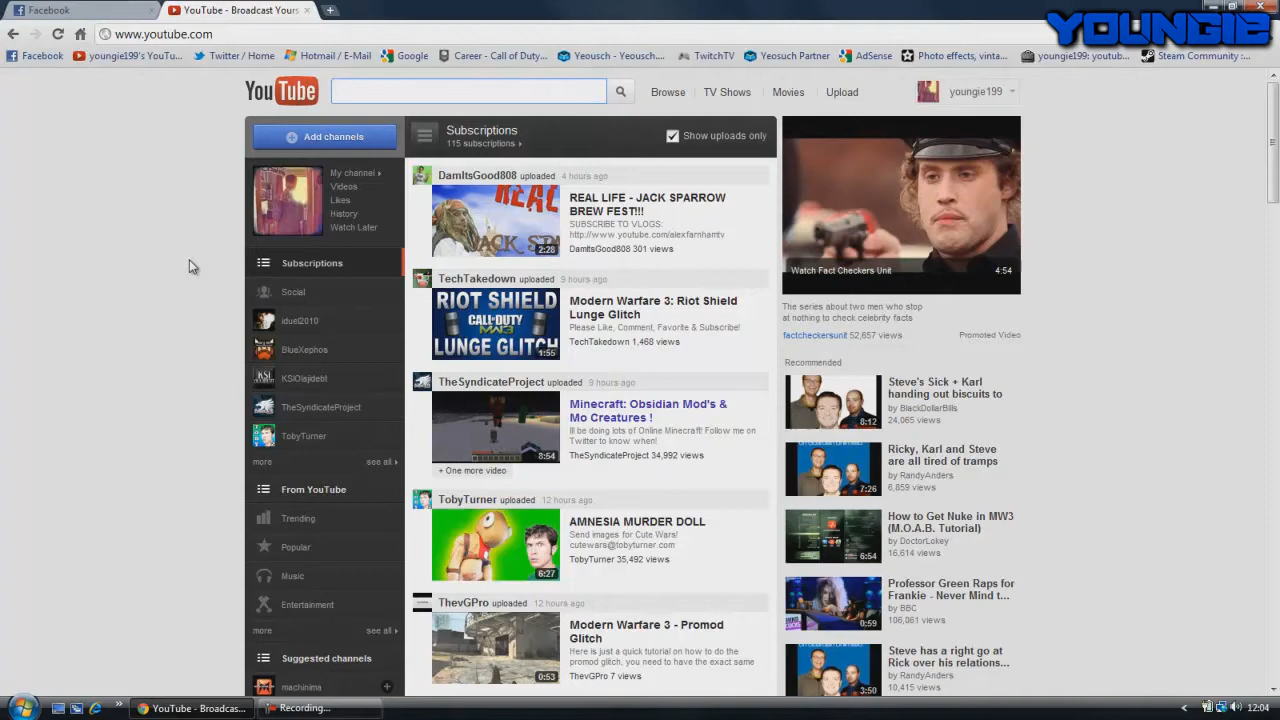 Facebook
YouTube - Broadcast Yours
YOUNGIE
www.youtube.com
Facebook
youngie199's YouTu...
Twitter / Home
Hotmail / E-Mail
Google
Career - Call of Duty...
Yeousch - Yeousch....
TwitchTV
Yeousch Partner
AdSense
Photo effects, vinta...
youngie199: youtub...
Steam Community :...
YouTube
Browse
TV Shows
Movies
Upload
youngie199
Add channels
Subscriptions
115 subscriptions
Show uploads only
My channel
Videos
Likes
History
Watch Later
Subscriptions
Social
iduel2010
BlueXephos
KSIOlajidebt
TheSyndicateProject
TobyTurner
more
see all
From YouTube
Trending
Popular
Music
Entertainment
more
see all
Suggested channels
machinima
DamItsGood808 uploaded 4 hours ago
2:28
REAL LIFE - JACK SPARROW
BREW FEST!!!
SUBSCRIBE TO VLOGS:
http://www.youtube.com/alexfarnhamtv
DamItsGood808 301 views
TechTakedown uploaded 9 hours ago
RIOT SHIELD
CALL OF DUTY
MW3
LUNGE GLITCH
1:55
Modern Warfare 3: Riot Shield
Lunge Glitch
Please Like, Comment, Favorite & Subscribe!
TechTakedown 1,468 views
TheSyndicateProject uploaded 9 hours ago
8:54
Minecraft: Obsidian Mod's &
Mo Creatures !
Ill be doing lots of Online Minecraft! Follow me on
Twitter to know when!
TheSyndicateProject 34,992 views
+ One more video
TobyTurner uploaded 12 hours ago
6:27
AMNESIA MURDER DOLL
Send images for Cute Wars!
cutewars@tobyturner.com
TobyTurner 35,492 views
ThevGPro uploaded 12 hours ago
0:53
Modern Warfare 3 - Promod
Glitch
Here is just a quick tutorial on how to do the
promod glitch, you need to have the exact same
ThevGPro 7 views
Watch Fact Checkers Unit
4:54
The series about two men who stop
at nothing to check celebrity facts
factcheckersunit 52,657 views
Promoted Video
Recommended
8:12
Steve's Sick + Karl
handing out biscuits to
by BlackDollarBills
24,065 views
7:26
Ricky, Karl and Steve
are all tired of tramps
by RandyAnders
6,859 views
6:54
How to Get Nuke in MW3
(M.O.A.B. Tutorial)
by DoctorLokey
16,614 views
0:59
Professor Green Raps for
Frankie - Never Mind t...
by BBC
106,061 views
3:50
Steve has a right go at
Rick over his relations...
by RandyAnders
10,415 views
YouTube - Broadcas...
Recording...
12:04